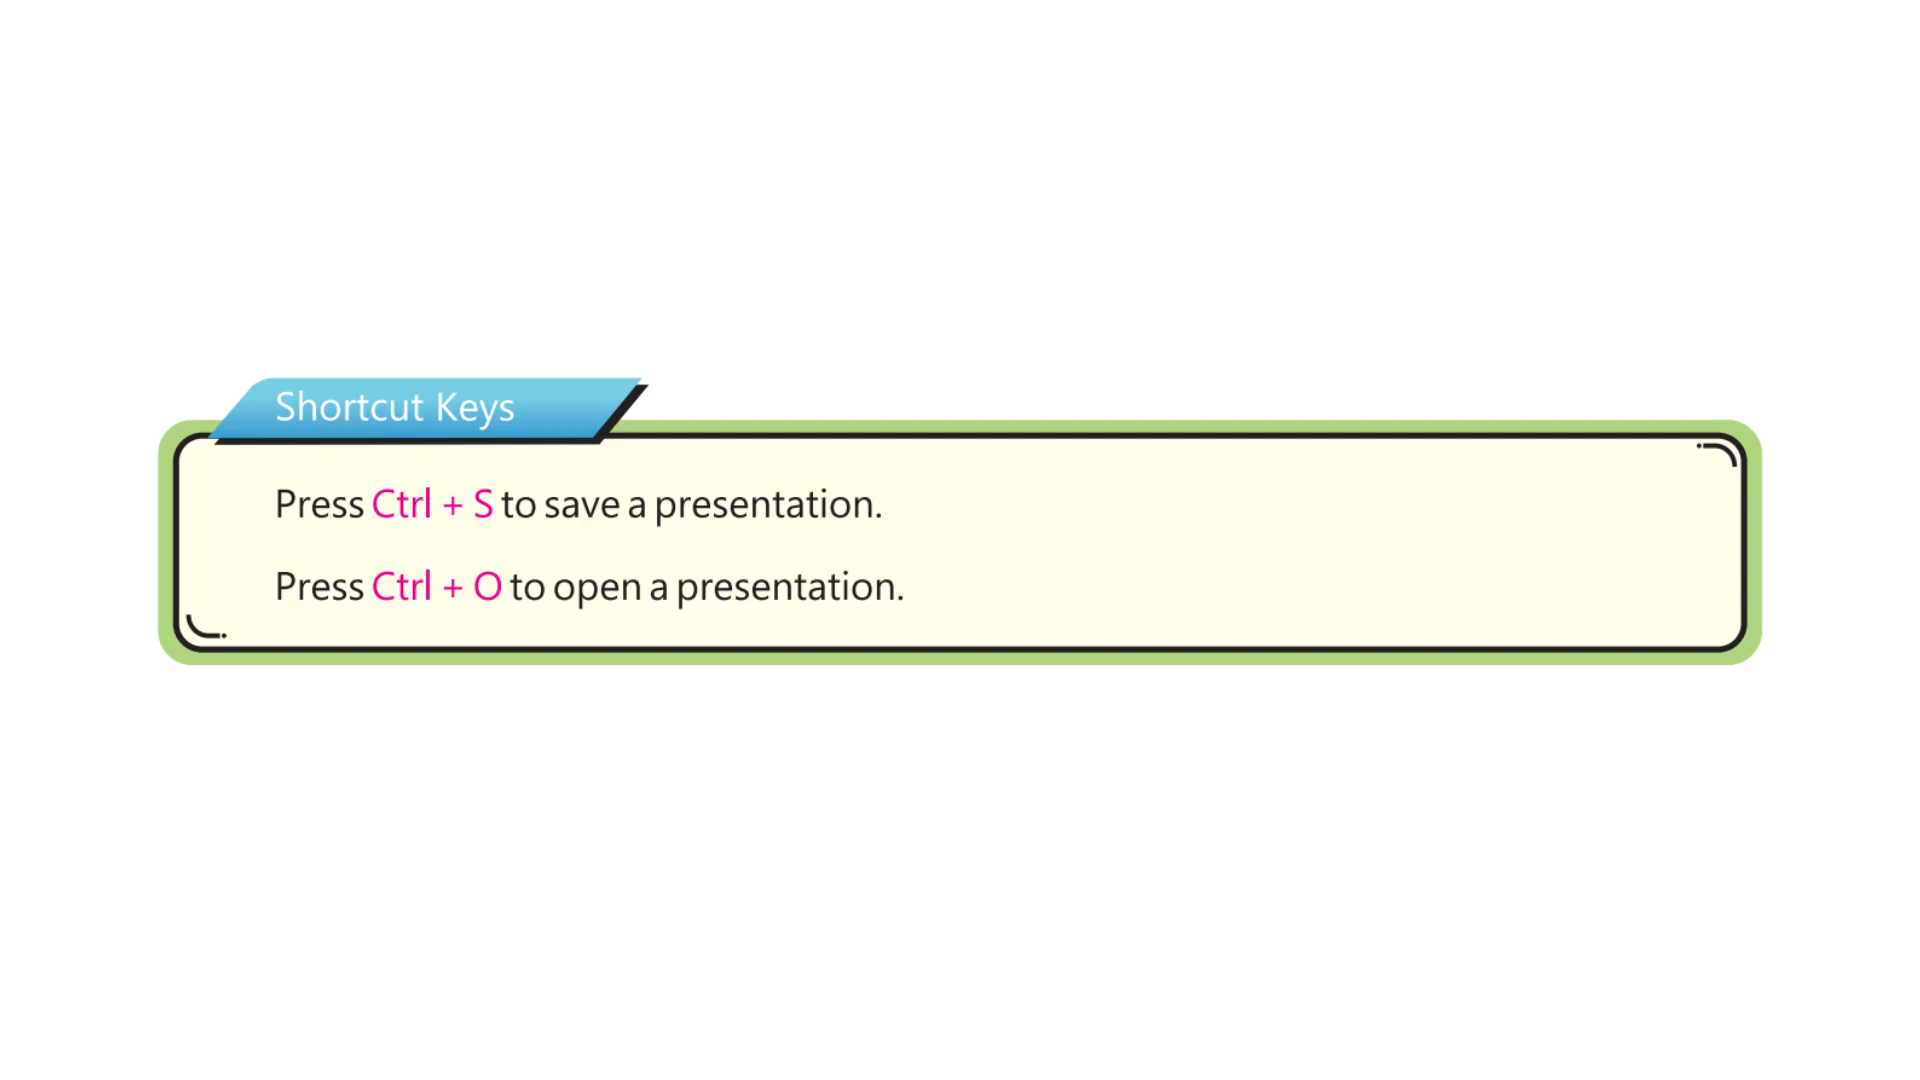 Shortcut Keys
Press Ctrl + S to save a presentation.
Press Ctrl + O to open a presentation.